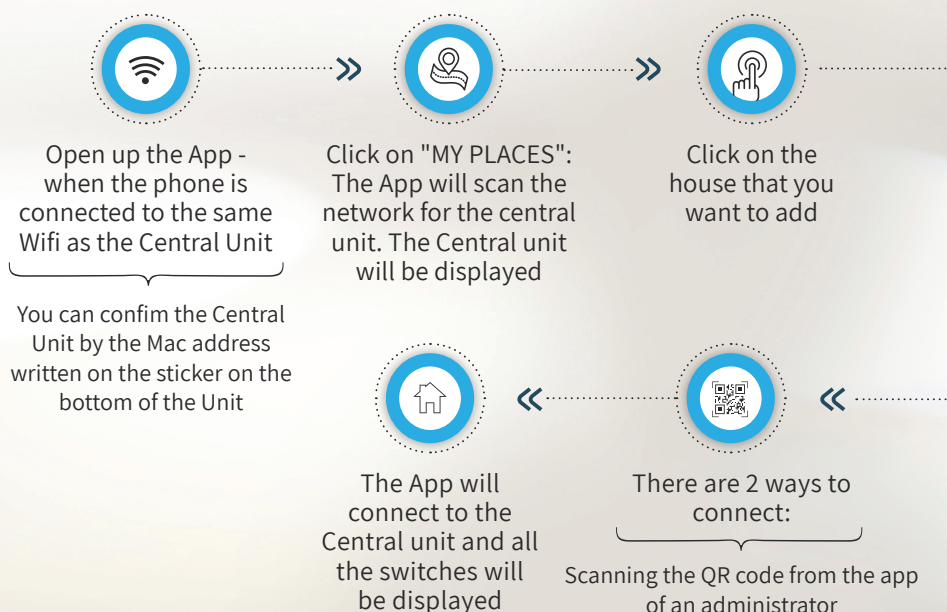 Open up the App -
when the phone is
connected to the same
Wifi as the Central Unit
You can confim the Central
Unit by the Mac address
written on the sticker on the
bottom of the Unit
Click on "MY PLACES":
The App will scan the
network for the central
unit. The Central unit
will be displayed
Click on the
house that you
want to add
There are 2 ways to
connect:
Scanning the QR code from the app
of an administrator
The App will
connect to the
Central unit and all
the switches will
be displayed